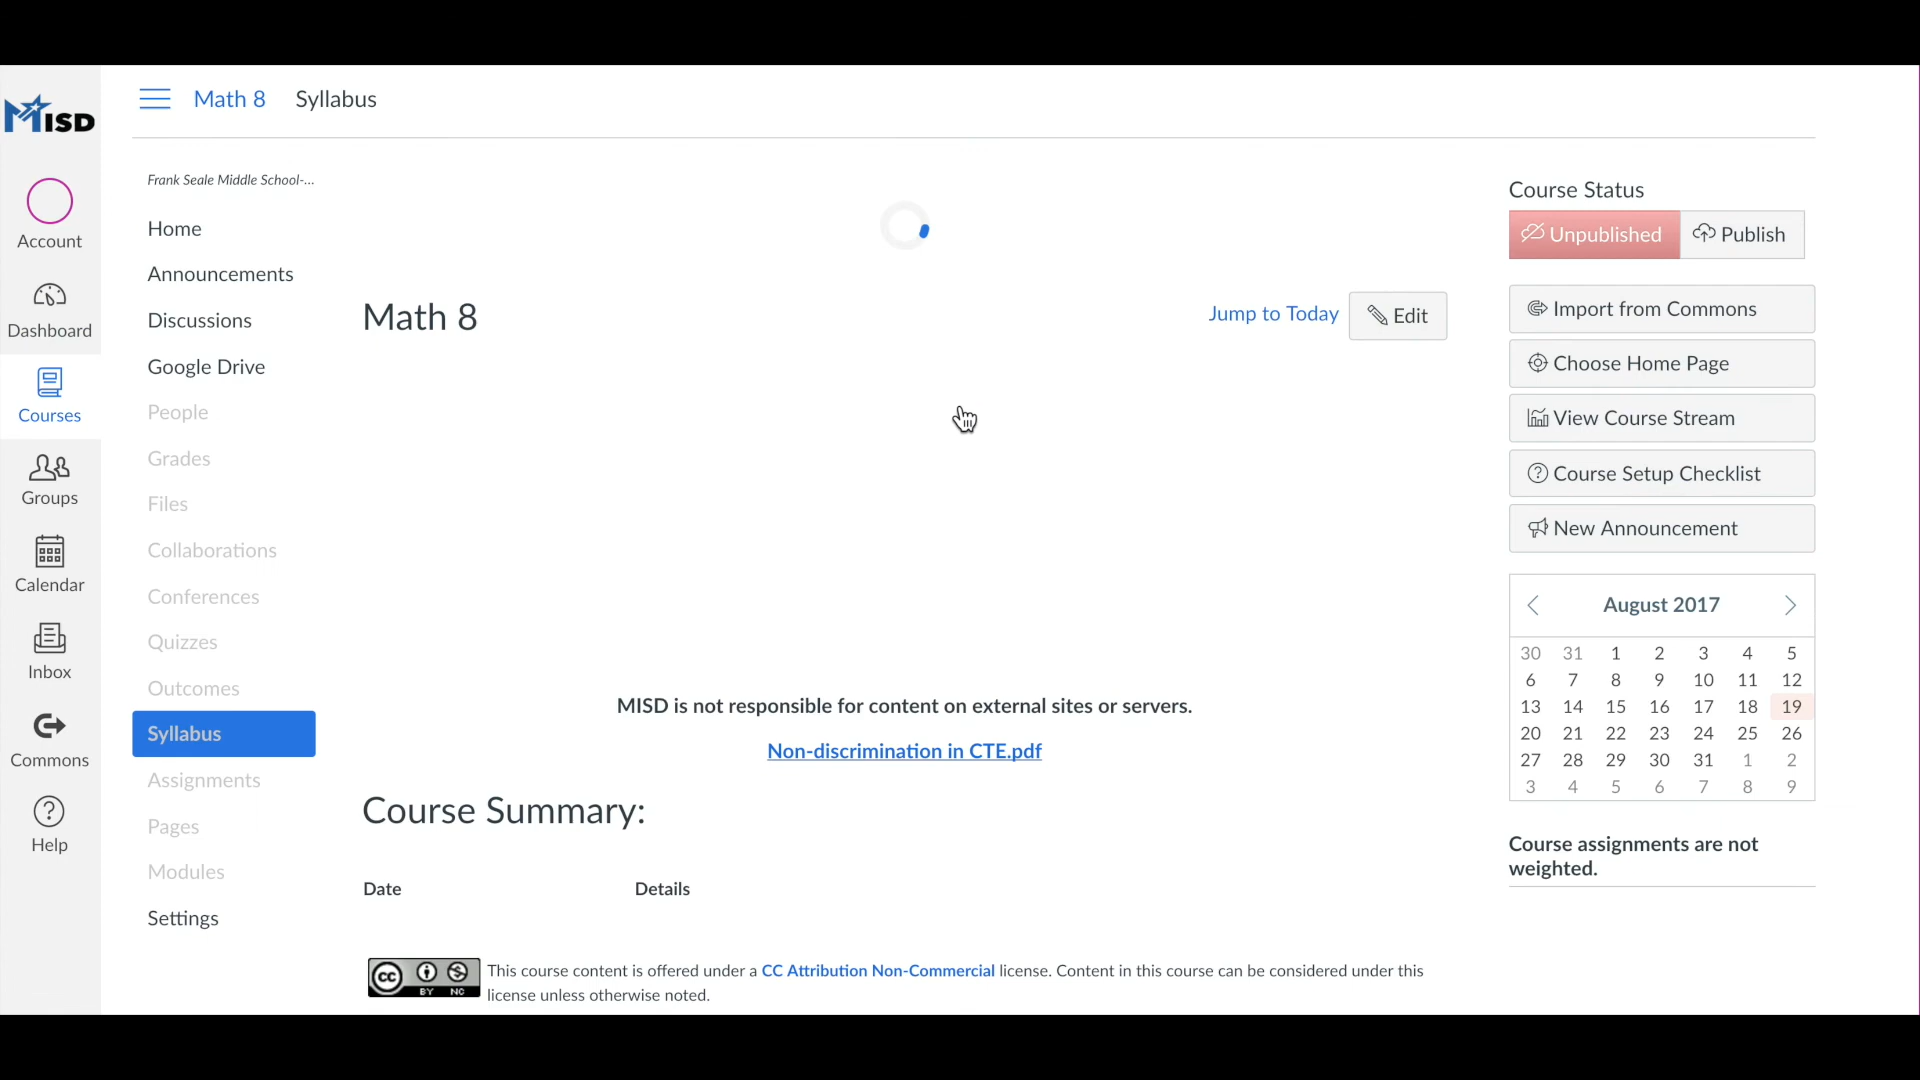 MISD
Math 8 Syllabus
Account
Dashboard
Courses
Groups
Calendar
Inbox
Commons
Help
Frank Seale Middle School-...
Home
Announcements
Discussions
Google Drive
People
Grades
Files
Collaborations
Conferences
Quizzes
Outcomes
Syllabus
Assignments
Pages
Modules
Settings
Math 8
Jump to Today
Edit
MISD is not responsible for content on external sites or servers.
Non-discrimination in CTE.pdf
Course Summary:
Date Details
cc BY NC
This course content is offered under a CC Attribution Non-Commercial license. Content in this course can be considered under this
license unless otherwise noted.
Course Status
Unpublished Publish
Import from Commons
Choose Home Page
View Course Stream
Course Setup Checklist
New Announcement
August 2017
30 31 1 2 3 4 5
6 7 8 9 10 11 12
13 14 15 16 17 18 19
20 21 22 23 24 25 26
27 28 29 30 31 1 2
3 4 5 6 7 8 9
Course assignments are not
weighted.